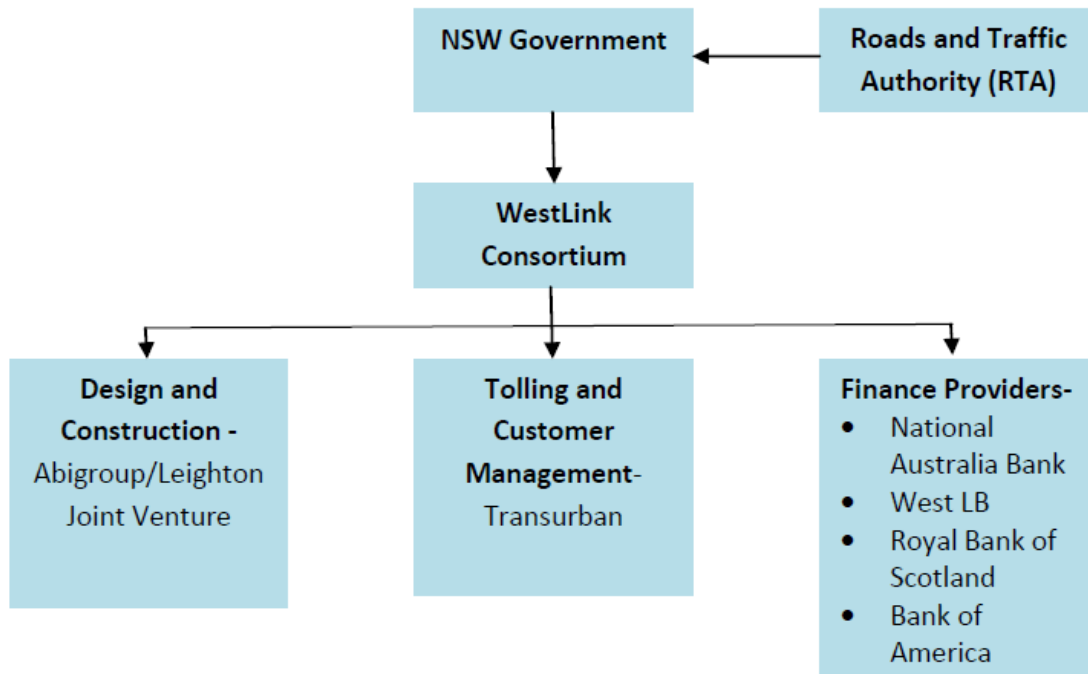 NSW Government
Roads and Traffic
Authority (RTA)
WestLink
Consortium
Design and
Construction -
Abigroup/Leighton
Joint Venture
Tolling and
Customer
Management-
Transurban
Finance Providers-
• National
Australia Bank
• West LB
• Royal Bank of
Scotland
• Bank of
America